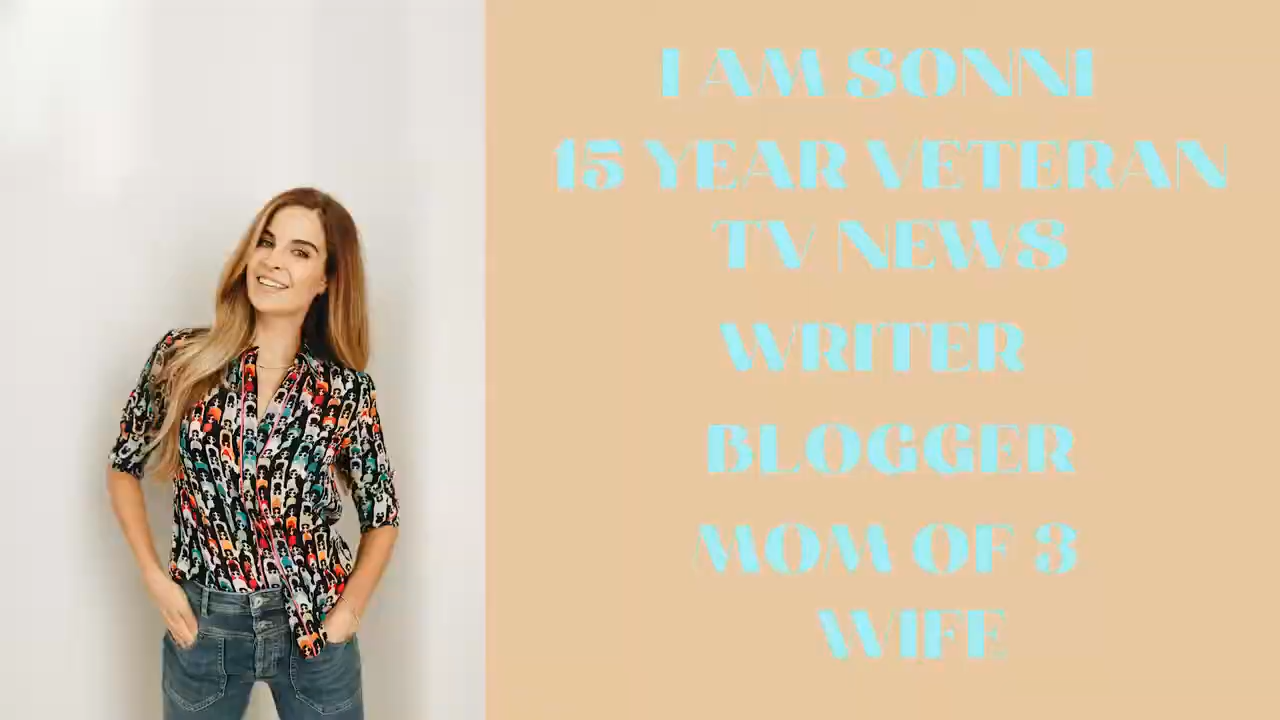 I AM SONNI
15 YEAR VETERAN
TV NEWS
WRITER
BLOGGER
MOM OF 3
WIFE